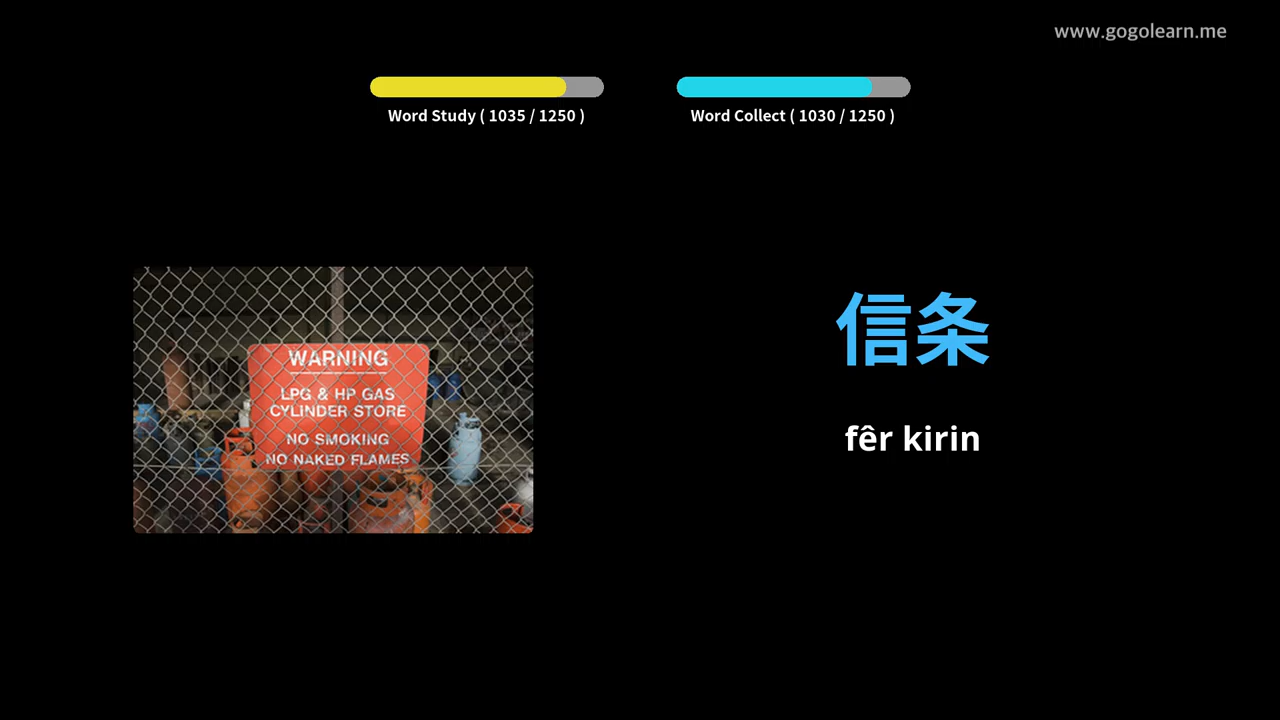 www.gogolearn.me
Word Study ( 1035 / 1250 )
Word Collect ( 1030 / 1250 )
WARNING
LPG & HP GAS
CYLINDER STORE
NO SMOKING
NO NAKED FLAMES
信条
fêr kirin